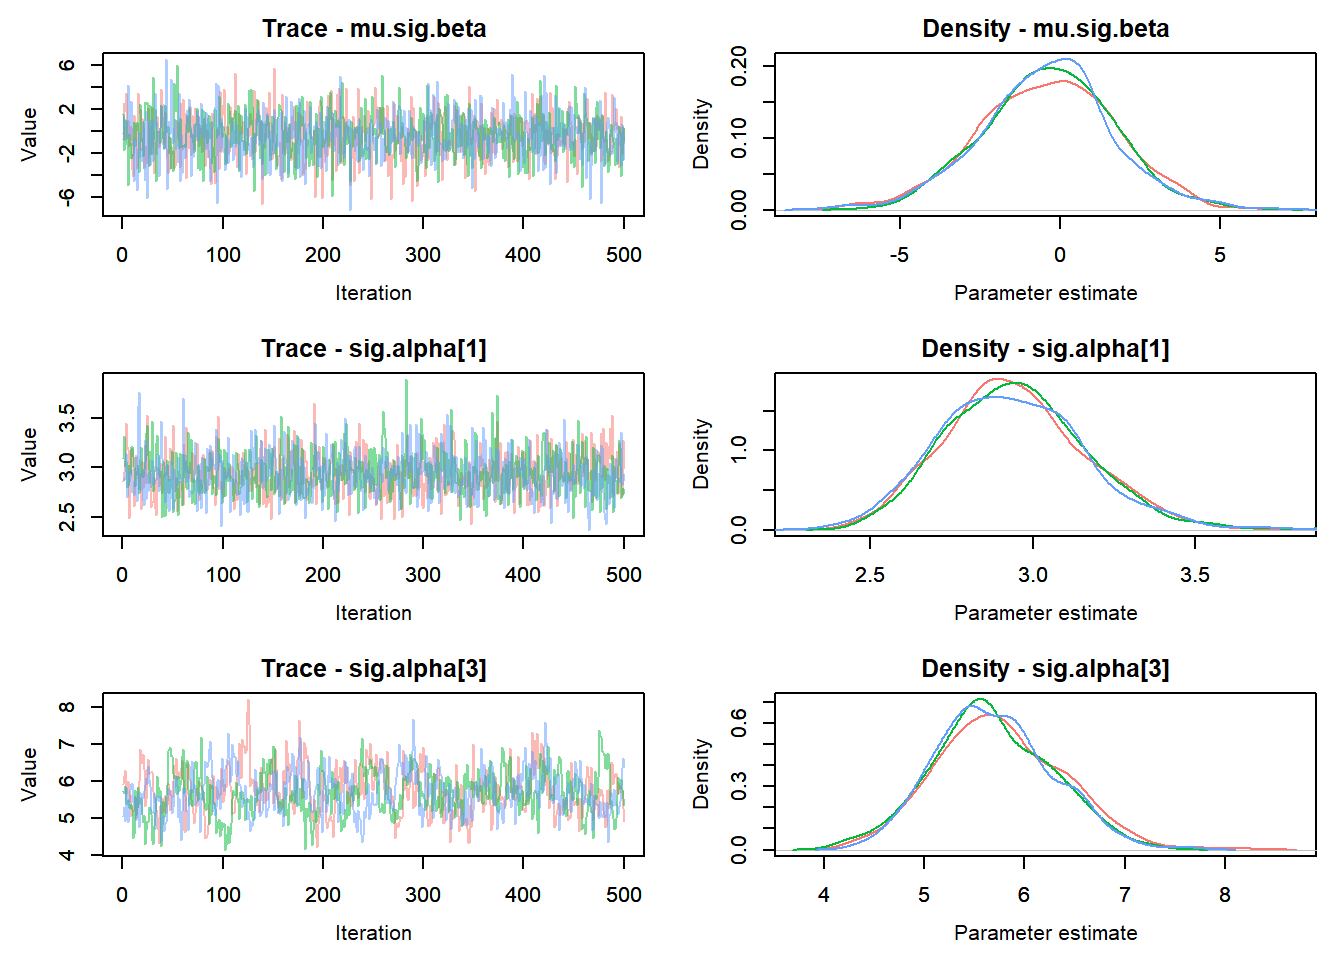 Trace - mu.sig.beta
Value
6
2
-2
-6
0 100 200 300 400 500
Iteration
Density - mu.sig.beta
Density
0.20
0.10
0.00
-5 0 5
Parameter estimate
Trace - sig.alpha[1]
Value
3.5
3.0
2.5
0 100 200 300 400 500
Iteration
Density - sig.alpha[1]
Density
1.0
0.0
2.5 3.0 3.5
Parameter estimate
Trace - sig.alpha[3]
Value
8
7
6
5
4
0 100 200 300 400 500
Iteration
Density - sig.alpha[3]
Density
0.6
0.3
0.0
4 5 6 7 8
Parameter estimate